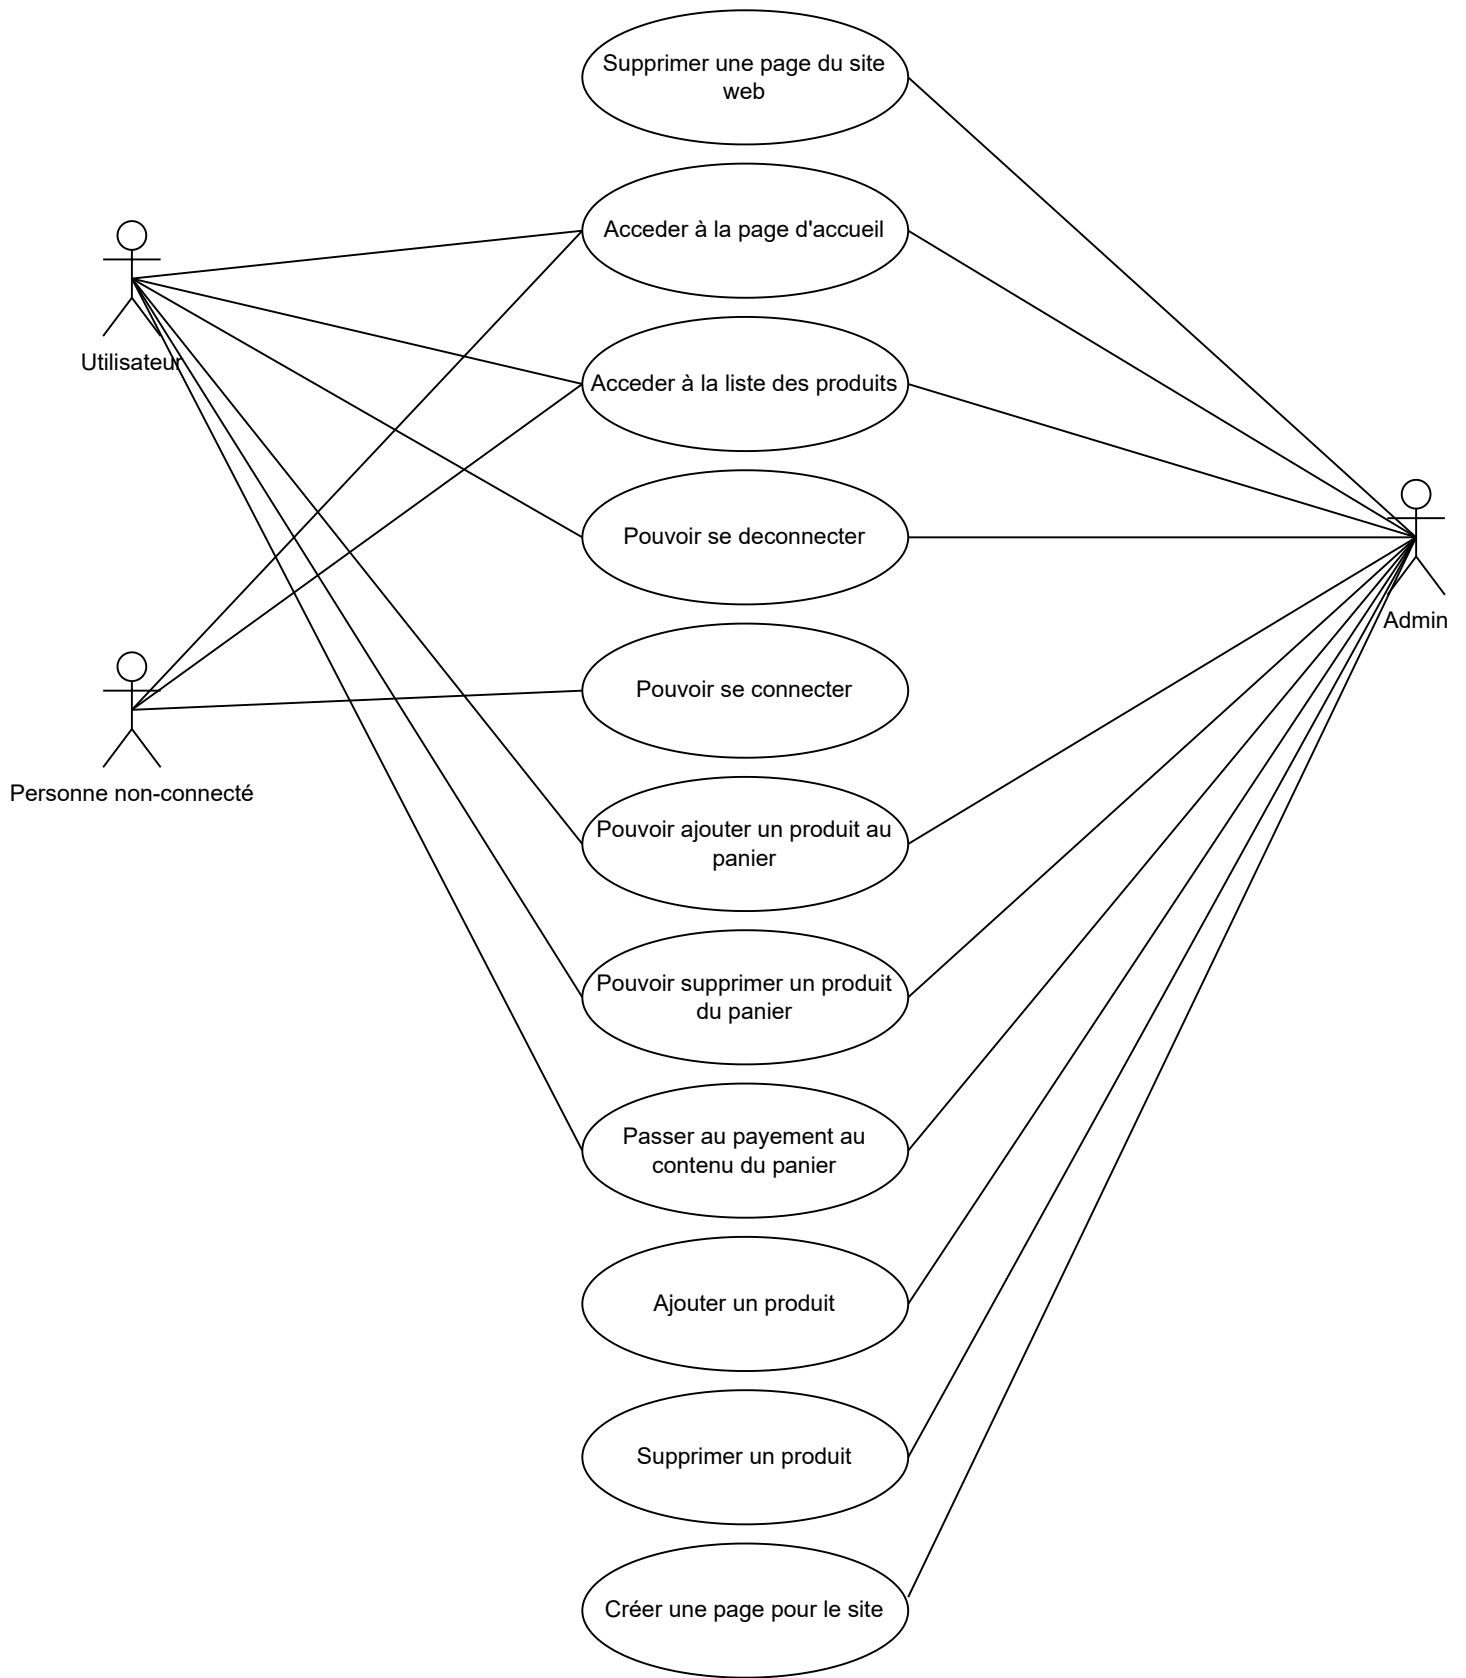 Supprimer une page du site
web
Acceder à la page d'accueil
Utilisateur
Acceder à la liste des produits
Pouvoir se deconnecter
Admin
Pouvoir se connecter
Personne non-connecté
Pouvoir ajouter un produit au
panier
Pouvoir supprimer un produit
du panier
Passer au payement au
contenu du panier
Ajouter un produit
Supprimer un produit
Créer une page pour le site